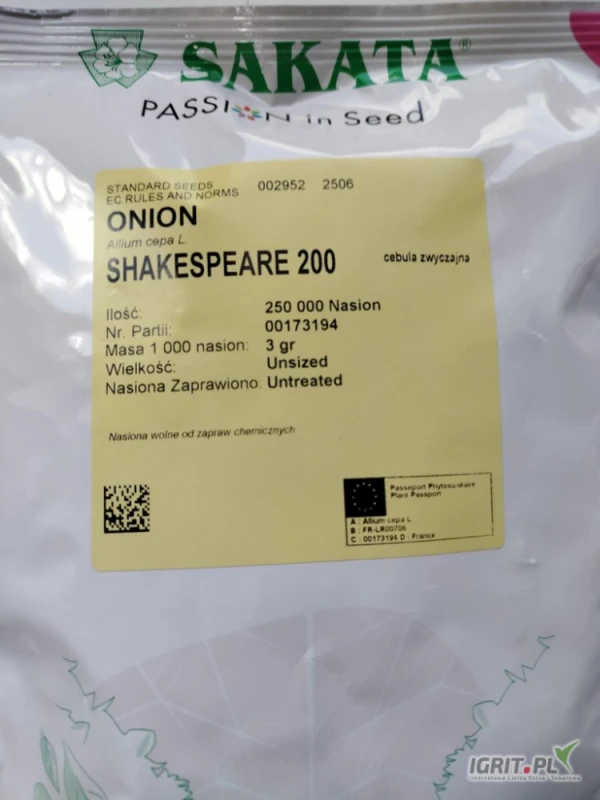 SAKATA®
PASSION in Seed
STANDARD SEEDS 002952 2506
EC RULES AND NORMS
ONION
Allium cepa L.
SHAKESPEARE 200 cebula zwyczajna
Ilość: 250 000 Nasion
Nr. Partii: 00173194
Masa 1 000 nasion: 3 gr
Wielkość: Unsized
Nasiona Zaprawiono: Untreated
Nasiona wolne od zapraw chemicznych
Passeport Phytosanitaire
Plant Passport
A : Allium cepa L
B : FR-LR00706
C : 00173194 D : France
IGRIT.PL